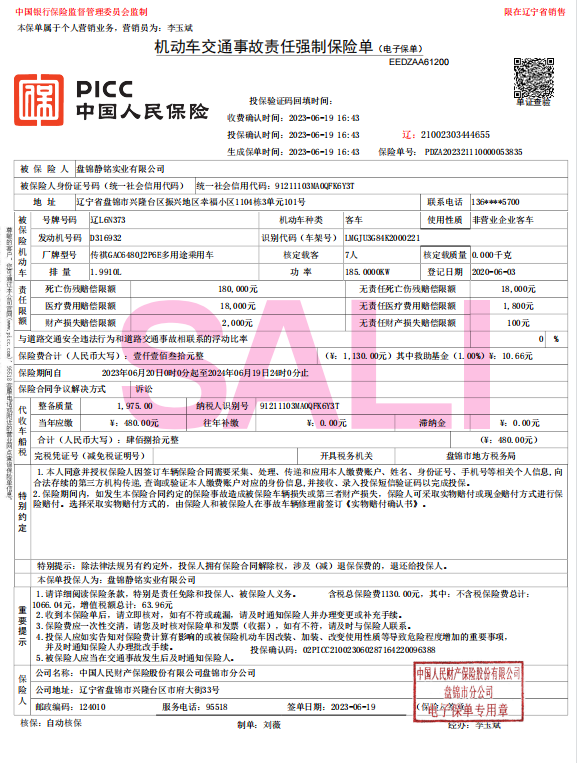 中国银行保险监督管理委员会监制
限在辽宁省销售
本保单属于个人营销业务，营销员为：李玉斌
机动车交通事故责任强制保险单（电子保单）
EEDZAA61200
PICC
中国人民保险
单证查验
投保验证码回填时间：
收费确认时间：2023-06-19 16:43
投保确认时间：2023-06-19 16:43
辽：21002303444655
生成保单时间：2023-06-19 16:43
保险单号：PDZA202321110000053835
被 保 险 人 盘锦静铭实业有限公司
被保险人身份证号码（统一社会信用代码） 统一社会信用代码：91211103MA0QFK6Y3T
地 址 辽宁省盘锦市兴隆台区振兴地区幸福小区1104栋3单元101号 联系电话 136****5700
被保险机动车
号牌号码 辽L6N373 机动车种类 客车 使用性质 非营业企业客车
发动机号码 D316932 识别代码（车架号） LMGJU3G84K2000221
厂牌型号 传祺GAC6480J2P6E多用途乘用车 核定载客 7人 核定载质量 0.000千克
排 量 1.9910L 功 率 185.0000KW 登记日期 2020-06-03
责任限额
死亡伤残赔偿限额 180,000元 无责任死亡伤残赔偿限额 18,000元
医疗费用赔偿限额 18,000元 无责任医疗费用赔偿限额 1,800元
财产损失赔偿限额 2,000元 无责任财产损失赔偿限额 100元
与道路交通安全违法行为和道路交通事故相联系的浮动比率 0 %
保险费合计（人民币大写）：壹仟壹佰叁拾元整 （¥：1,130.00元）其中救助基金（1.00%）¥：10.66元
保险期间自 2023年06月20日0时0分起至2024年06月19日24时0分止
保险合同争议解决方式 诉讼
代收车船税
整备质量 1,975.00 纳税人识别号 91211103MA0QFK6Y3T
当年应缴 ¥：480.00元 往年补缴 ¥：0.00元 滞纳金 ¥：0.00元
合计（人民币大写）：肆佰捌拾元整 （¥：480.00元）
完税凭证号（减免税证明号） 开具税务机关 盘锦市地方税务局
特别约定
1.本人同意并授权保险人因签订车辆保险合同需要采集、处理、传递和应用本人缴费账户、姓名、身份证号、手机号等相关个人信息,向
合法存续的第三方机构传递,查询或验证本人缴费账户对应的身份信息,并接收、录入投保短信验证码以完成投保。
2.保险期间内，如发生本保险合同约定的保险事故造成被保险车辆损失或第三者财产损失，保险人可采取实物赔付或现金赔付方式进行保
险赔付。选择采取实物赔付方式的，由保险人和被保险人在事故车辆修理前签订《实物赔付确认书》。
特别提示：除法律法规另有约定外，投保人拥有保险合同解除权，涉及（减）退保保费的，退还给投保人。
本保单投保人为：盘锦静铭实业有限公司
重要提示
1.请详细阅读保险条款，特别是责任免除和投保人、被保险人义务。 含税总保险费1130.00元，其中：不含税保险费总计：
1066.04元，增值税额总计：63.96元
2.收到本保险单后，请立即核对，如有不符或疏漏，请及时通知保险人并办理变更或补充手续。
3.保险费应一次性交清，请您及时核对保险单和发票（收据），如有不符，请及时与保险人联系。
4.投保人应如实告知对保险费计算有影响的或被保险机动车因改装、加装、改变使用性质等导致危险程度增加的重要事项，
并及时通知保险人办理批改手续。 投保确认码：02PICC210023060287164220096388
5.被保险人应当在交通事故发生后及时通知保险人。
保险人
公司名称：中国人民财产保险股份有限公司盘锦市分公司
公司地址：辽宁省盘锦市兴隆台区市府大街33号
邮政编码：124010 服务电话：95518 签单日期：2023-06-19
中国人民财产保险股份有限公司
盘锦市分公司
电子保单专用章
核保：自动核保 制单：刘薇 经办：李玉斌
SALI